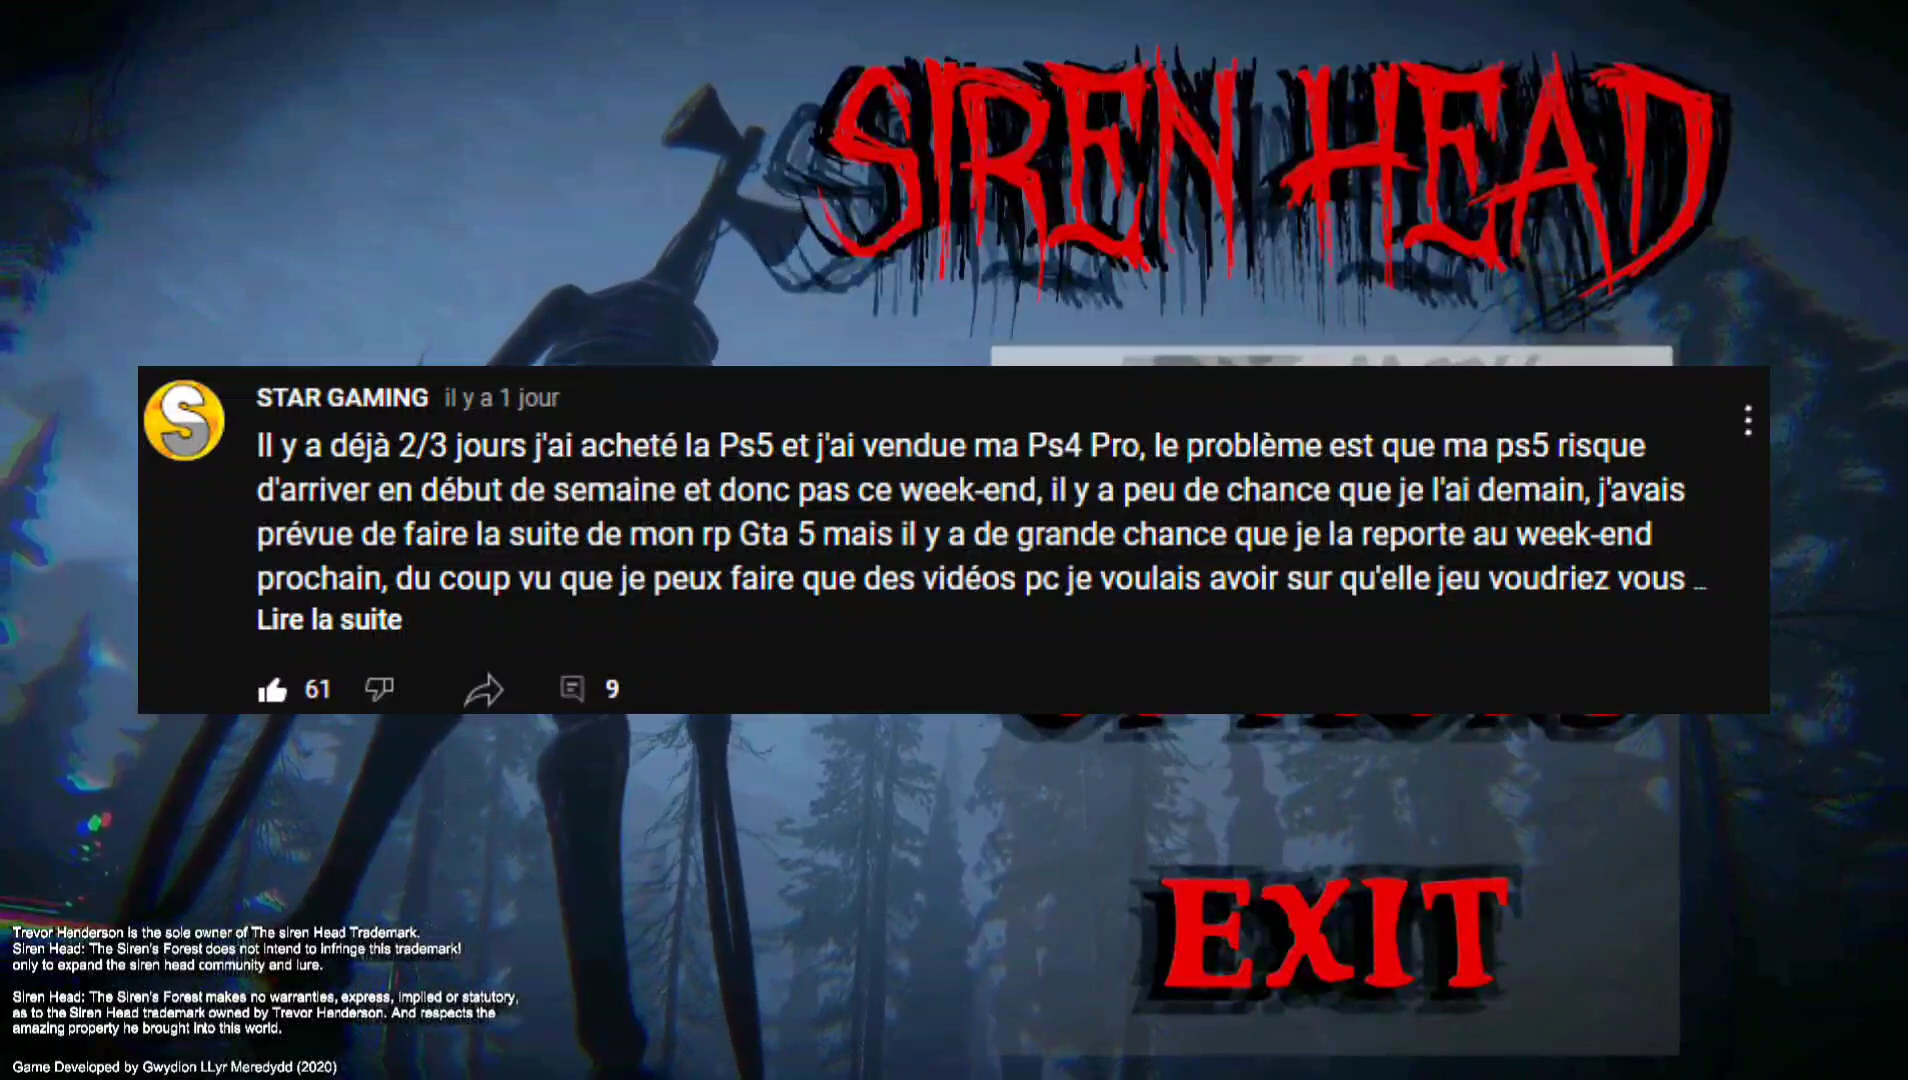 SIREN HEAD
S
STAR GAMING il y a 1 jour
Il y a déjà 2/3 jours j'ai acheté la Ps5 et j'ai vendue ma Ps4 Pro, le problème est que ma ps5 risque
d'arriver en début de semaine et donc pas ce week-end, il y a peu de chance que je l'ai demain, j'avais
prévue de faire la suite de mon rp Gta 5 mais il y a de grande chance que je la reporte au week-end
prochain, du coup vu que je peux faire que des vidéos pc je voulais avoir sur qu'elle jeu voudriez vous ...
Lire la suite
61 9
EXIT
Trevor Henderson is the sole owner of The siren Head Trademark.
Siren Head: The Siren's Forest does not intend to infringe this trademark!
only to expand the siren head community and lure.
Siren Head: The Siren's Forest makes no warranties, express, implied or statutory,
as to the Siren Head trademark owned by Trevor Henderson. And respects the
amazing property he brought into this world.
Game Developed by Gwydion LLyr Meredydd (2020)